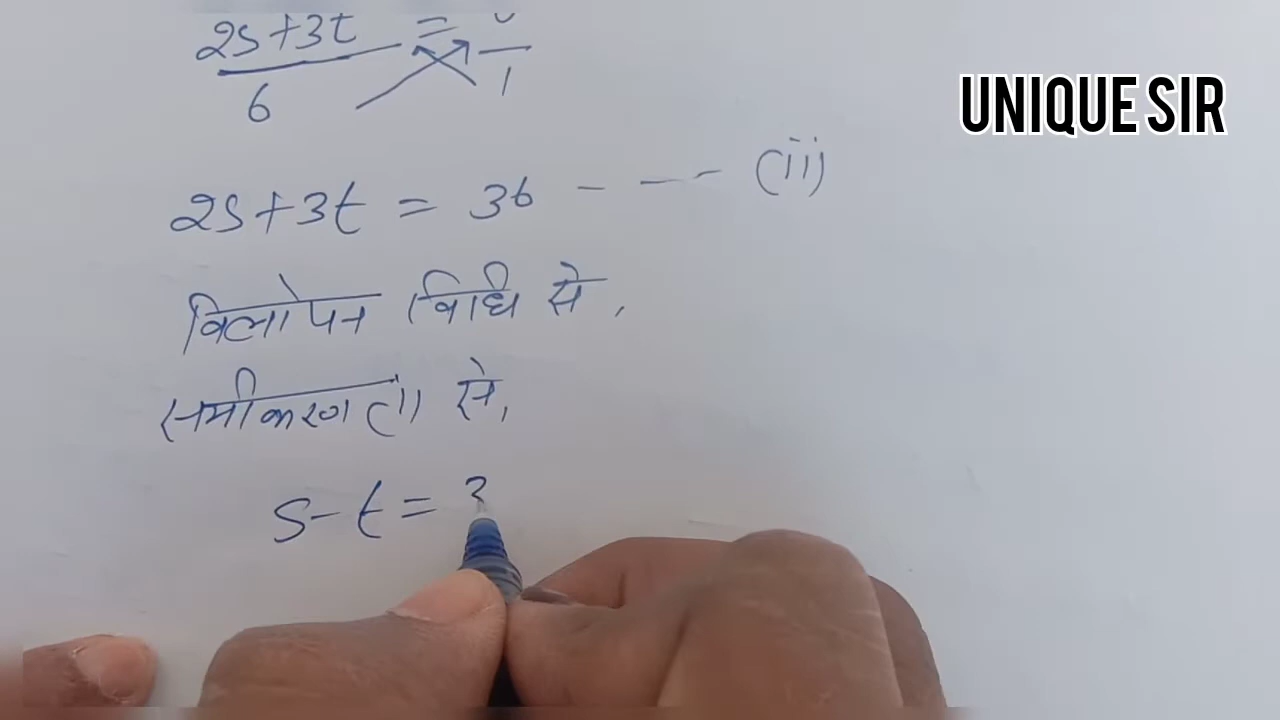 2s+3t = 6
6 1
UNIQUE SIR
2s+3t = 36 - - - (ii)
विलोपन विधि से,
समीकरण (i) से,
s-t = 3